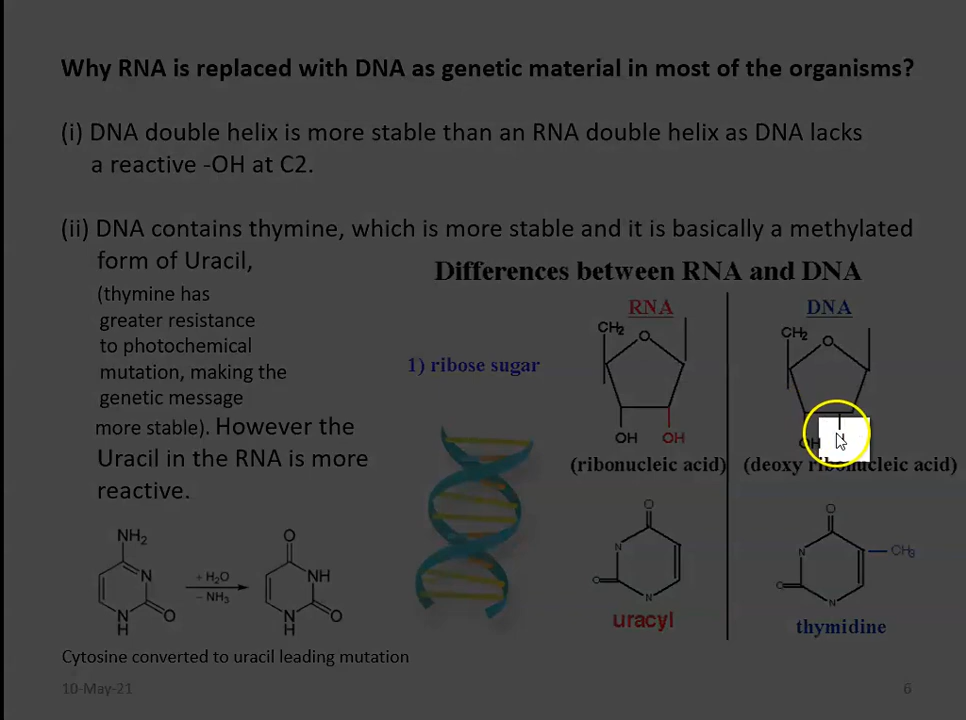 Why RNA is replaced with DNA as genetic material in most of the organisms?
(i) DNA double helix is more stable than an RNA double helix as DNA lacks
a reactive -OH at C2.
(ii) DNA contains thymine, which is more stable and it is basically a methylated
form of Uracil,
(thymine has
greater resistance
to photochemical
mutation, making the
genetic message
more stable). However the
Uracil in the RNA is more
reactive.
Differences between RNA and DNA
RNA
DNA
CH2
O
CH2
O
1) ribose sugar
OH
OH
OH
H
(ribonucleic acid)
(deoxy ribonucleic acid)
NH2
N
N
H
O
+ H2O
- NH3
O
NH
N
H
O
O
N
O
N
uracyl
O
N
CH3
O
N
thymidine
Cytosine converted to uracil leading mutation
10-May-21
6